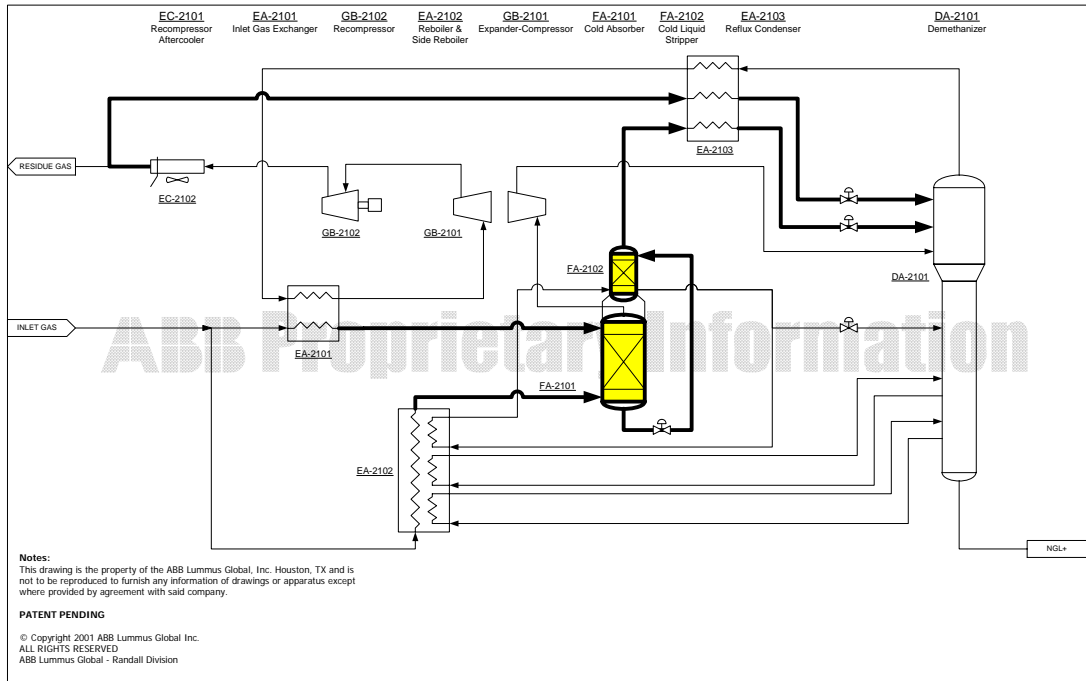 EC-2101
Recompressor
Aftercooler
EA-2101
Inlet Gas Exchanger
GB-2102
Recompressor
EA-2102
Reboiler &
Side Reboiler
GB-2101
Expander-Compressor
FA-2101
Cold Absorber
FA-2102
Cold Liquid
Stripper
EA-2103
Reflux Condenser
DA-2101
Demethanizer
EA-2103
RESIDUE GAS
EC-2102
GB-2102
GB-2101
FA-2102
DA-2101
INLET GAS
EA-2101
ABB Proprietary Information
FA-2101
EA-2102
NGL+
Notes:
This drawing is the property of the ABB Lummus Global, Inc. Houston, TX and is
not to be reproduced to furnish any information of drawings or apparatus except
where provided by agreement with said company.
PATENT PENDING
© Copyright 2001 ABB Lummus Global Inc.
ALL RIGHTS RESERVED
ABB Lummus Global - Randall Division